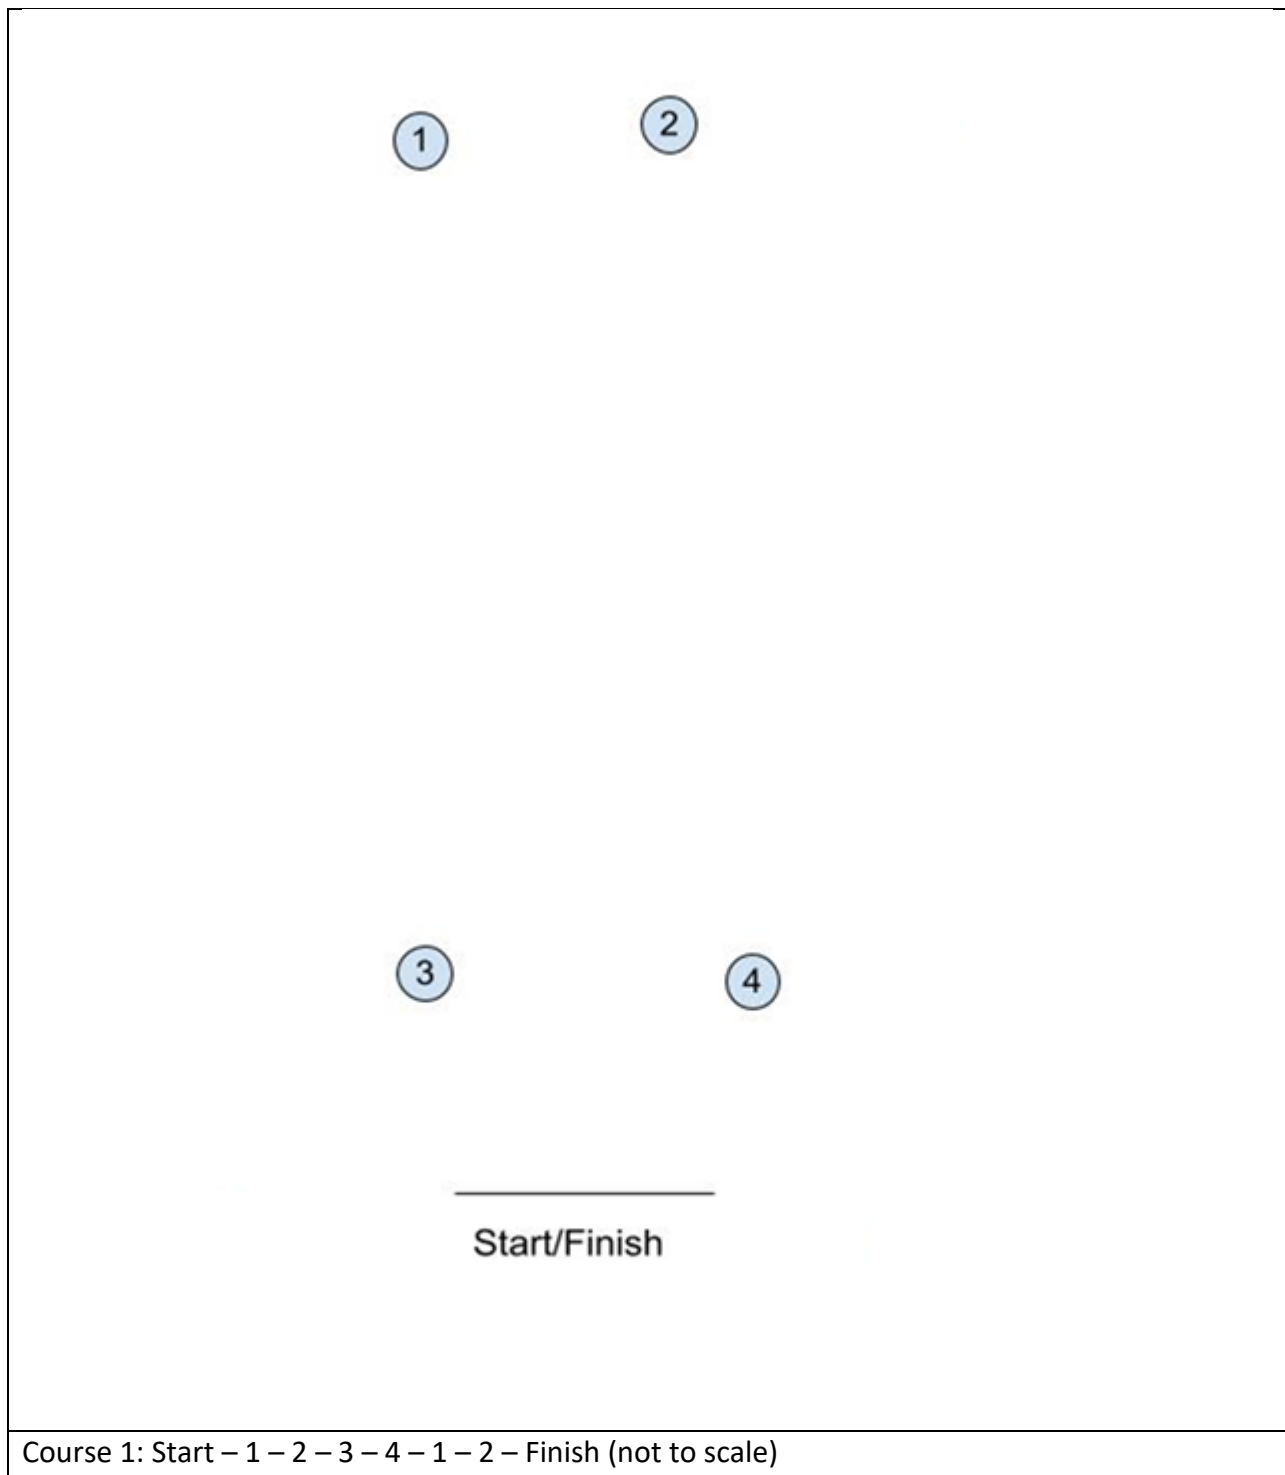 1
2
3
4
Start/Finish
Course 1: Start – 1 – 2 – 3 – 4 – 1 – 2 – Finish (not to scale)